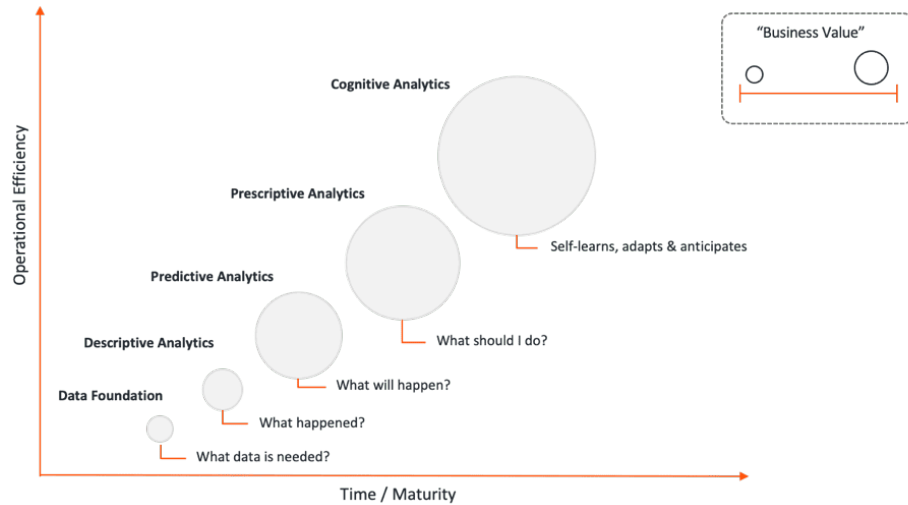 “Business Value”
Cognitive Analytics
Prescriptive Analytics
Self-learns, adapts & anticipates
Predictive Analytics
What should I do?
Descriptive Analytics
What will happen?
Data Foundation
What happened?
What data is needed?
Operational Efficiency
Time / Maturity